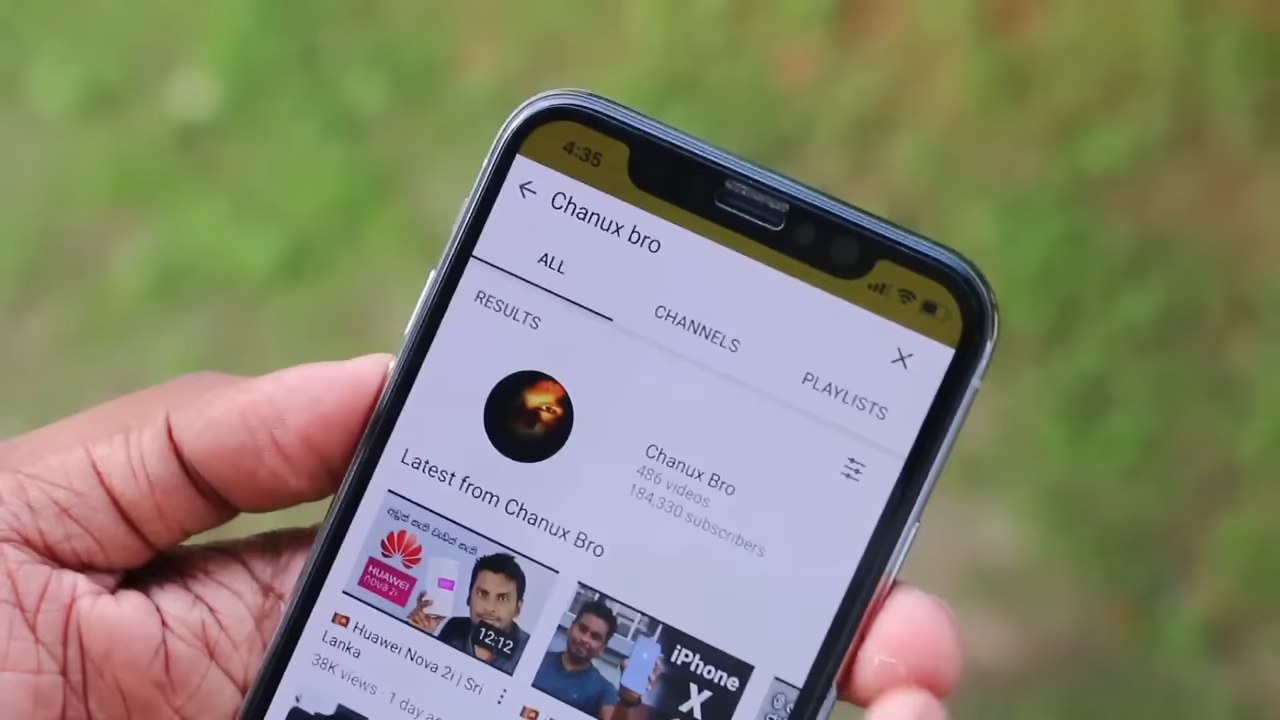 4:35
Chanux bro
ALL
CHANNELS
PLAYLISTS
RESULTS
Chanux Bro
486 videos
184,330 subscribers
Latest from Chanux Bro
අඩුත් නැති වැඩිත් නැති
HUAWEI
nova 2i
12:12
Huawei Nova 2i | Sri
Lanka
38K views · 1 day
iPhone
X